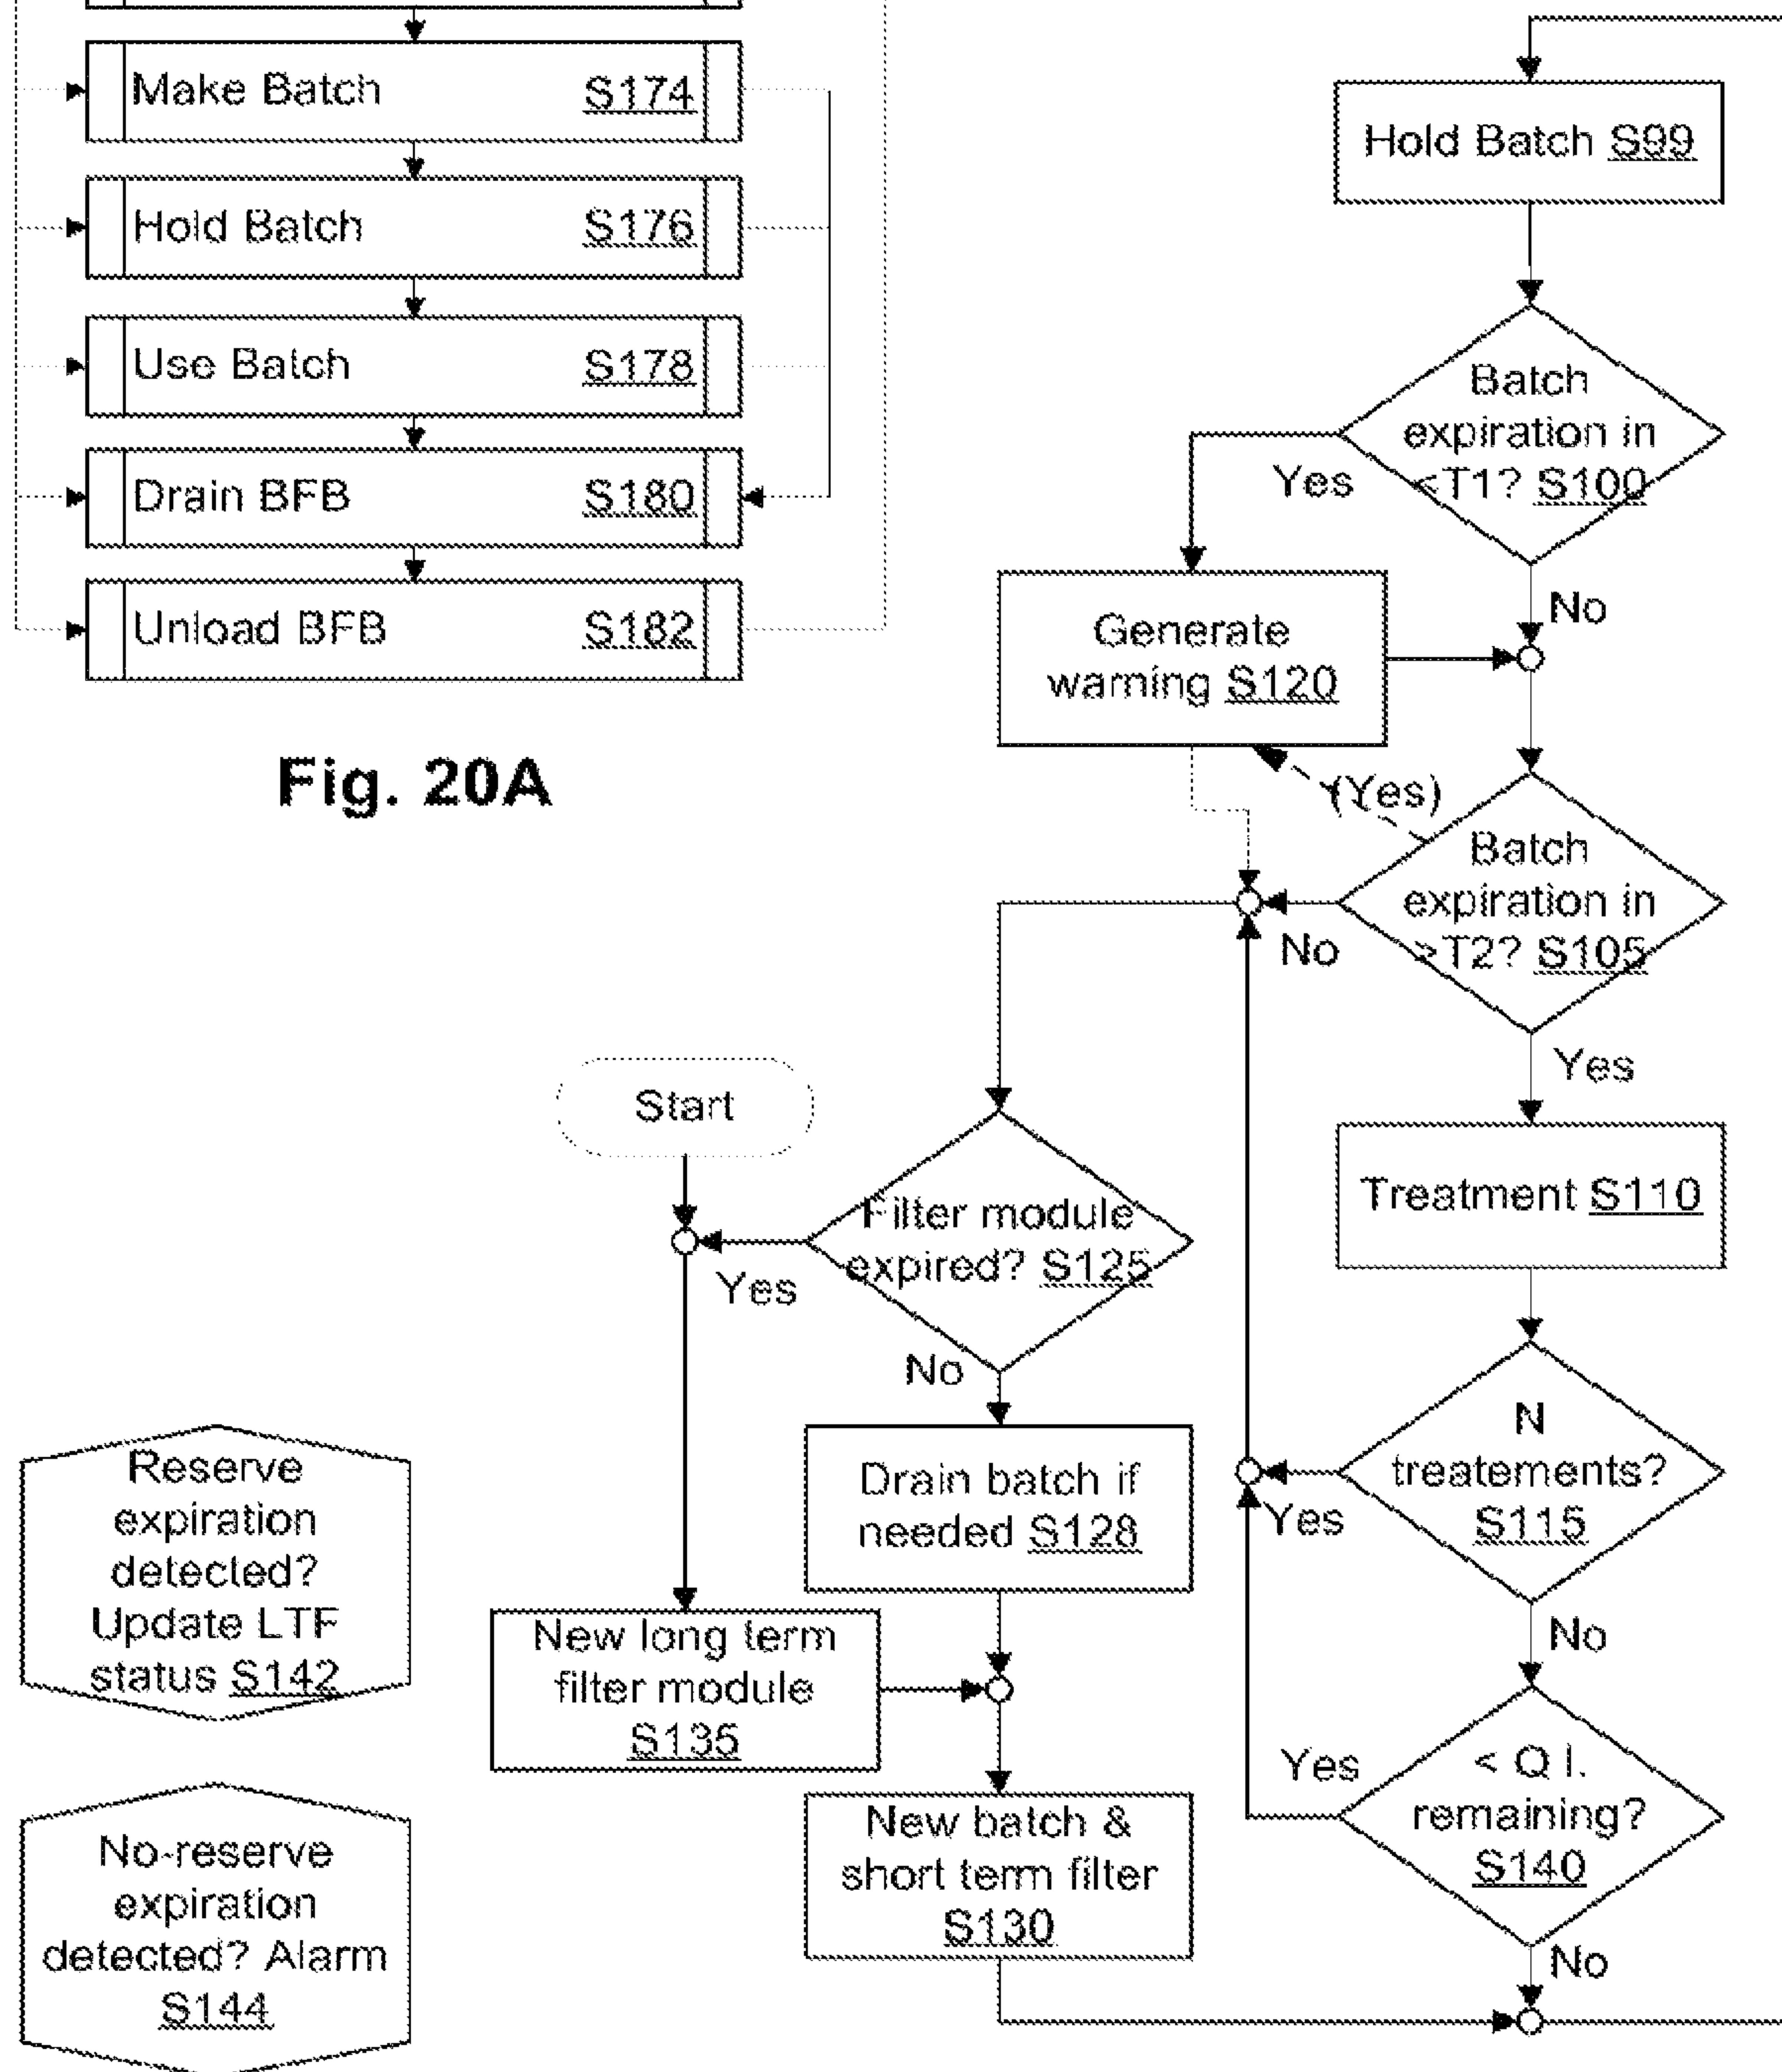 Make Batch S174
Hold Batch S176
Use Batch S178
Drain BFB S180
Unload BFB S182
Fig. 20A
Hold Batch S99
Batch
expiration in
<T1? S100
Yes
No
Generate
warning S120
(Yes)
Batch
expiration in
>T2? S105
No
Yes
Start
Filter module
expired? S125
Yes
No
Treatment S110
N
treatements?
S115
Yes
No
Drain batch if
needed S128
New long term
filter module
S135
New batch &
short term filter
S130
< Q l.
remaining?
S140
Yes
No
Reserve
expiration
detected?
Update LTF
status S142
No-reserve
expiration
detected? Alarm
S144